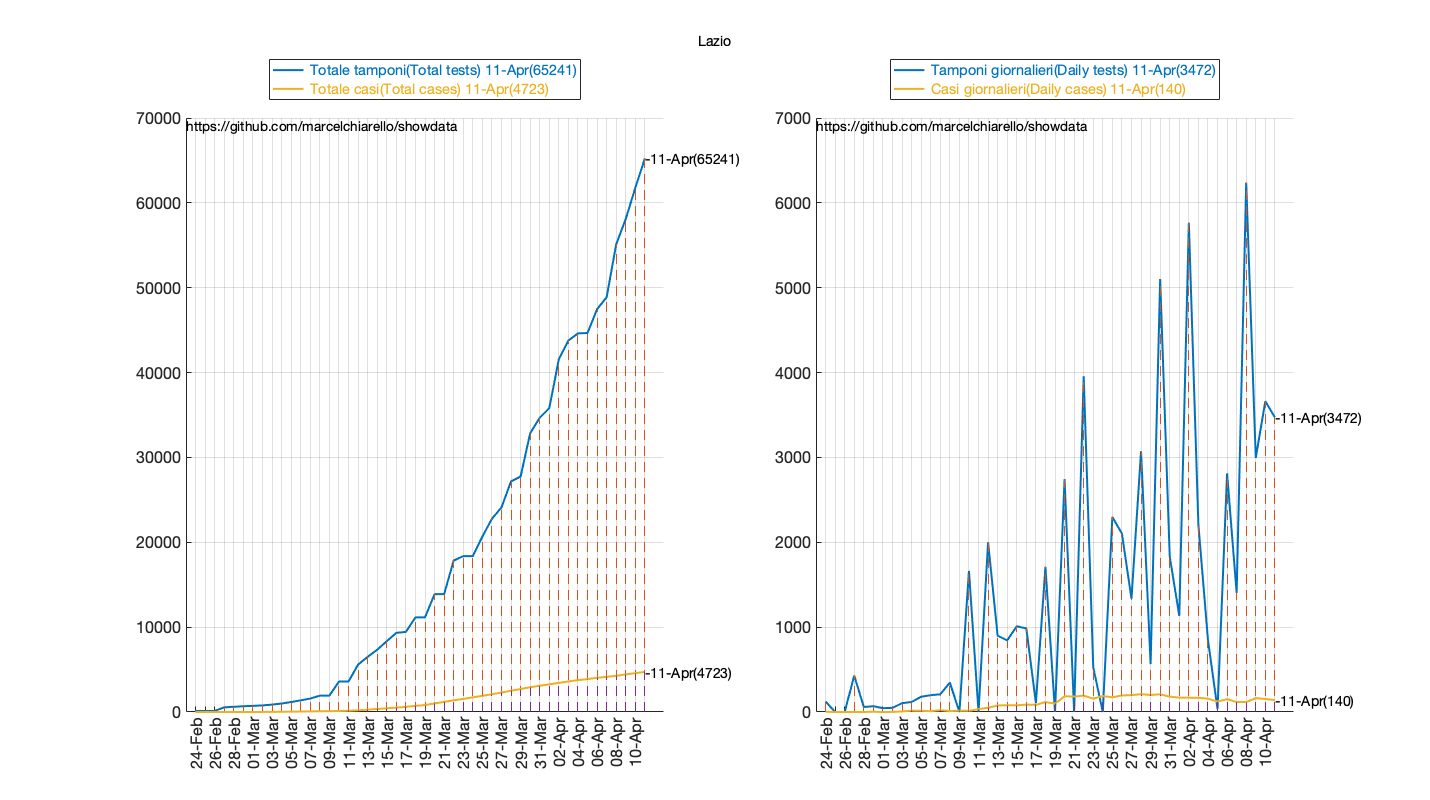 Lazio
Totale tamponi(Total tests) 11-Apr(65241)
Totale casi(Total cases) 11-Apr(4723)
70000
https://github.com/marcelchiarello/showdata
-11-Apr(65241)
60000
50000
40000
30000
20000
10000
-11-Apr(4723)
0
24-Feb
26-Feb
28-Feb
01-Mar
03-Mar
05-Mar
07-Mar
09-Mar
11-Mar
13-Mar
15-Mar
17-Mar
19-Mar
21-Mar
23-Mar
25-Mar
27-Mar
29-Mar
31-Mar
02-Apr
04-Apr
06-Apr
08-Apr
10-Apr
Tamponi giornalieri(Daily tests) 11-Apr(3472)
Casi giornalieri(Daily cases) 11-Apr(140)
7000
https://github.com/marcelchiarello/showdata
6000
5000
4000
-11-Apr(3472)
3000
2000
1000
-11-Apr(140)
0
24-Feb
26-Feb
28-Feb
01-Mar
03-Mar
05-Mar
07-Mar
09-Mar
11-Mar
13-Mar
15-Mar
17-Mar
19-Mar
21-Mar
23-Mar
25-Mar
27-Mar
29-Mar
31-Mar
02-Apr
04-Apr
06-Apr
08-Apr
10-Apr